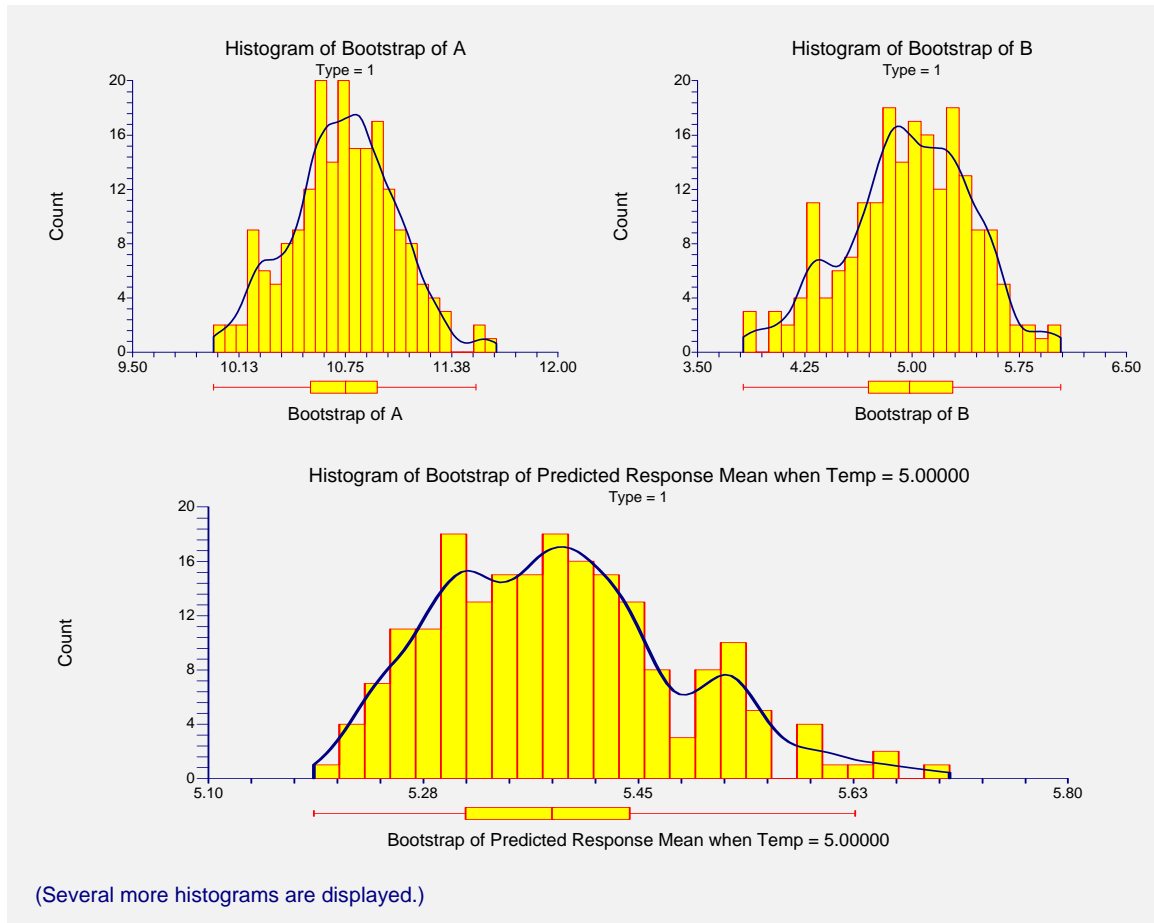 Histogram of Bootstrap of A
Type = 1
20
16
12
8
4
0
Count
9.50 10.13 10.75 11.38 12.00
Bootstrap of A
Histogram of Bootstrap of B
Type = 1
20
16
12
8
4
0
Count
3.50 4.25 5.00 5.75 6.50
Bootstrap of B
Histogram of Bootstrap of Predicted Response Mean when Temp = 5.00000
Type = 1
20
16
12
8
4
0
Count
5.10 5.28 5.45 5.63 5.80
Bootstrap of Predicted Response Mean when Temp = 5.00000
(Several more histograms are displayed.)